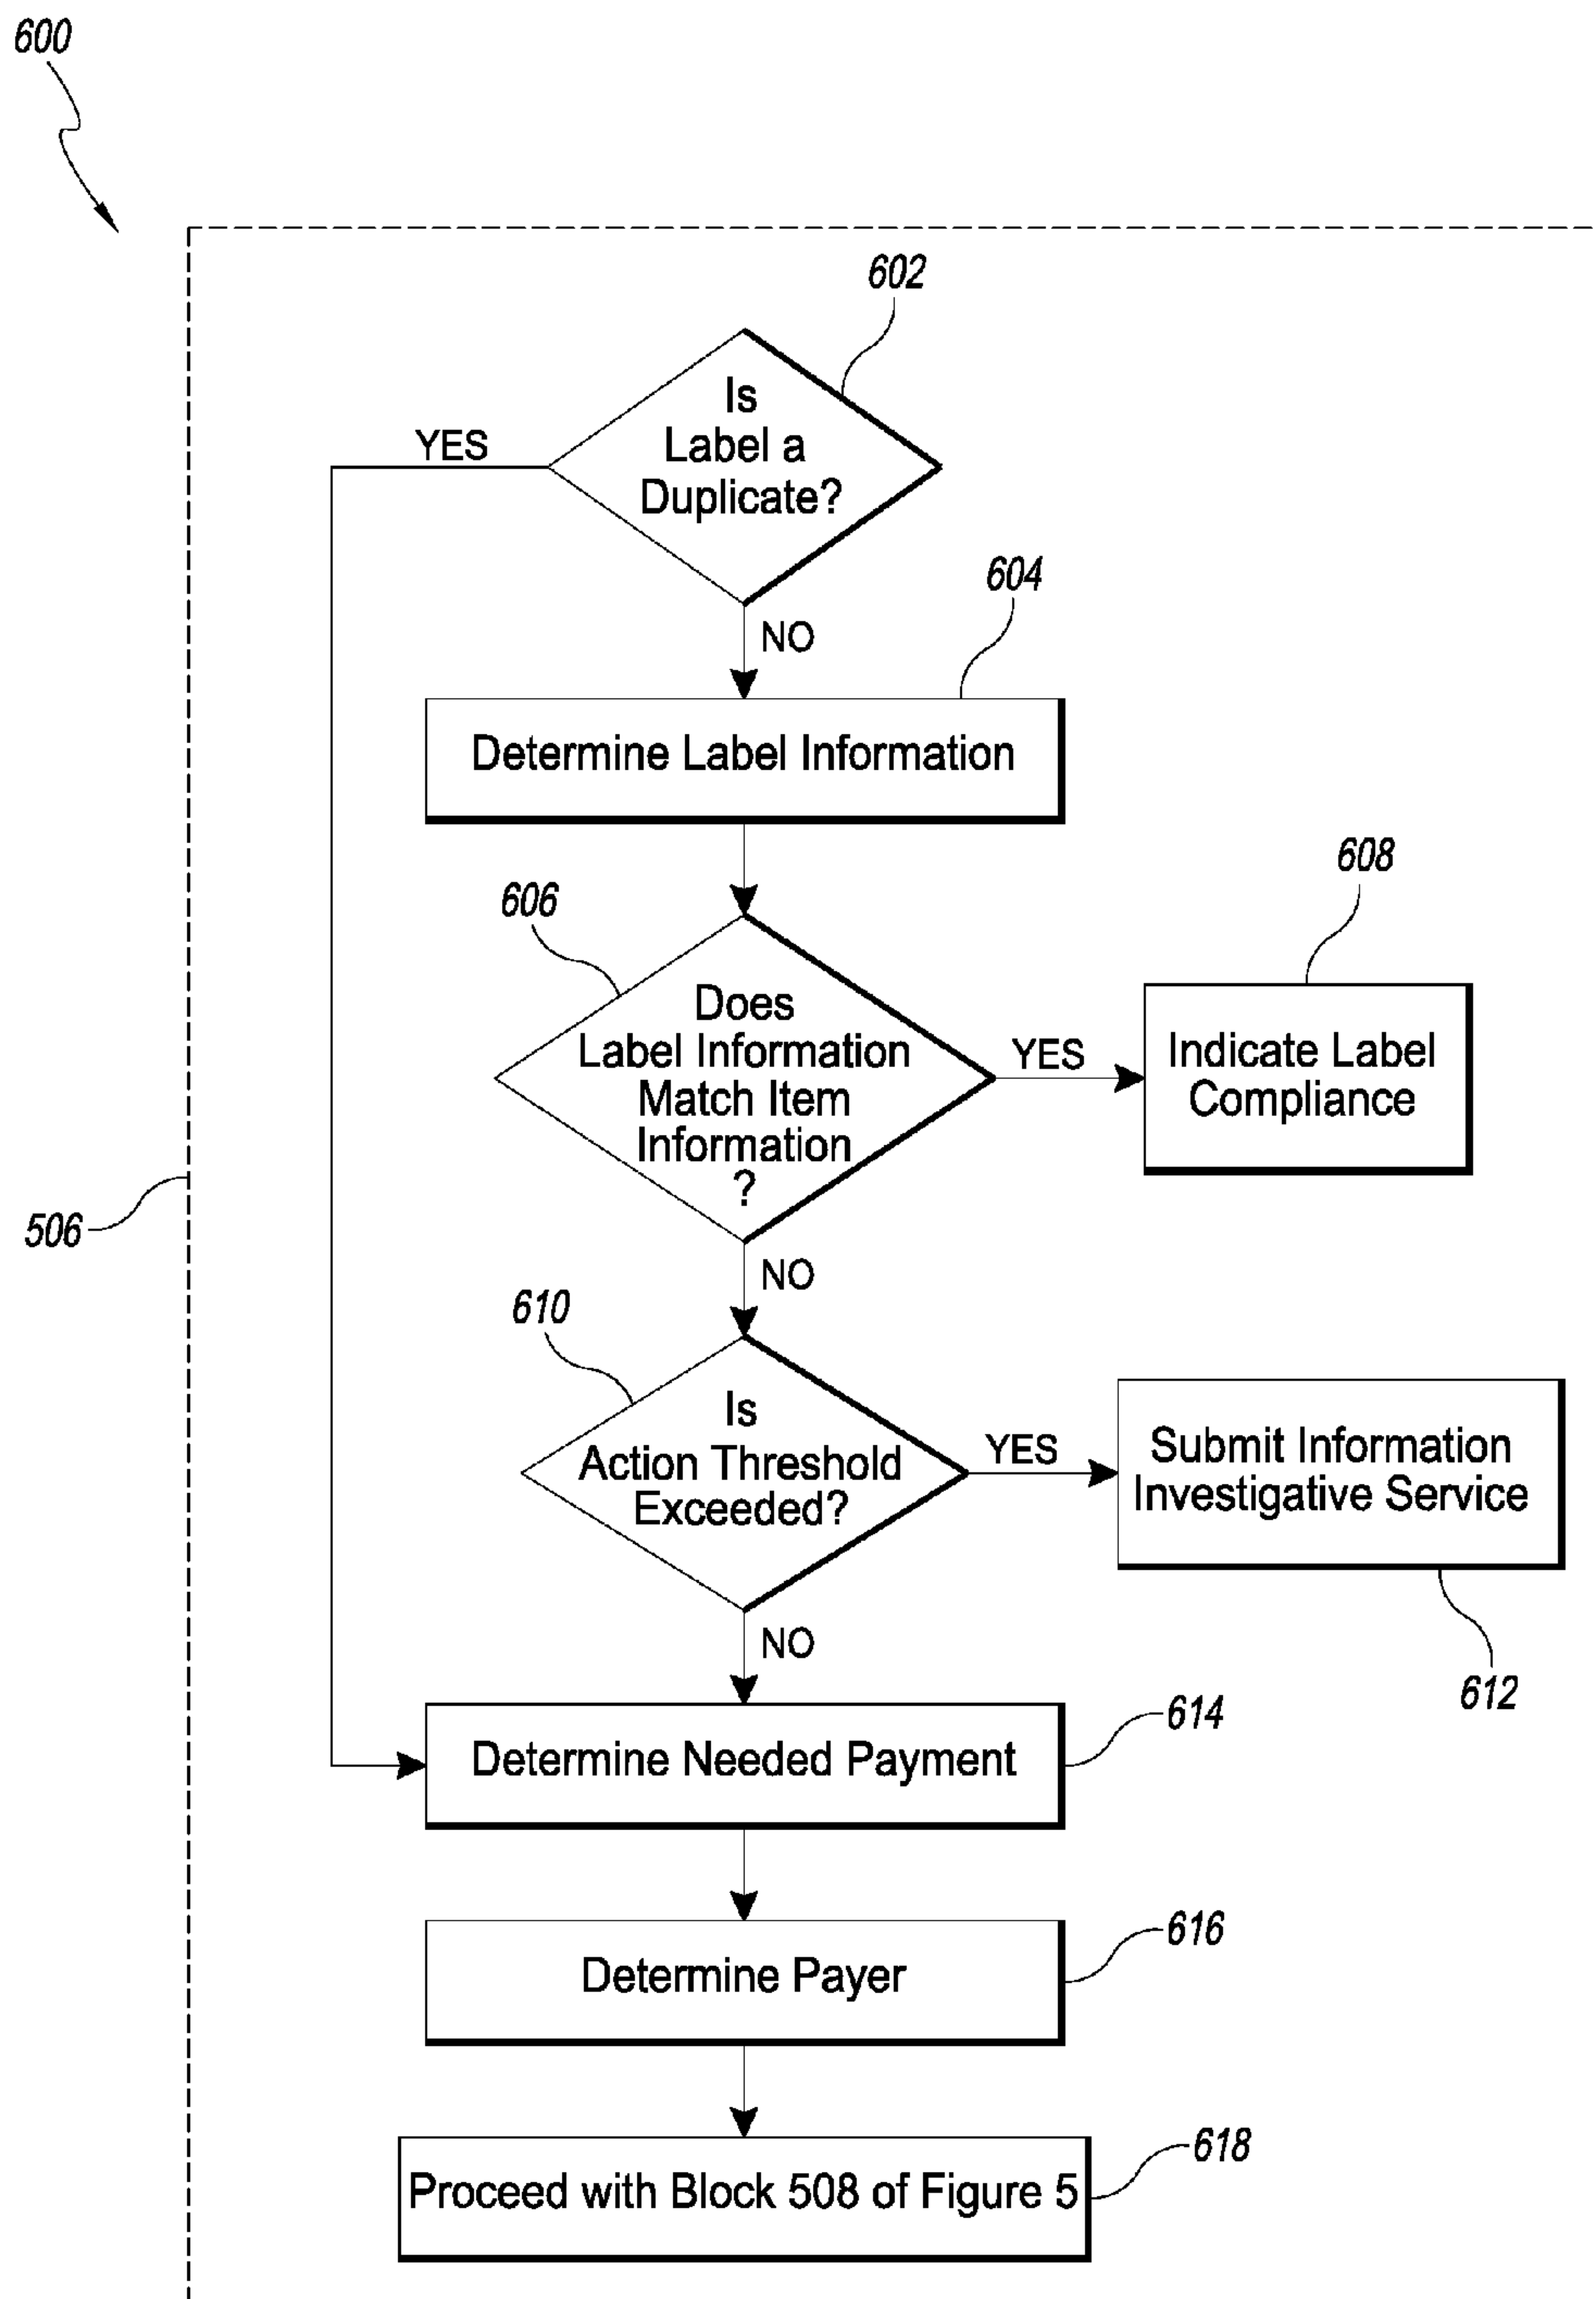 600
602
Is
Label a
Duplicate?
YES
NO
604
Determine Label Information
606
Does
Label Information
Match Item
Information
?
YES
608
Indicate Label
Compliance
506
NO
610
Is
Action Threshold
Exceeded?
YES
Submit Information
Investigative Service
612
NO
614
Determine Needed Payment
616
Determine Payer
618
Proceed with Block 508 of Figure 5